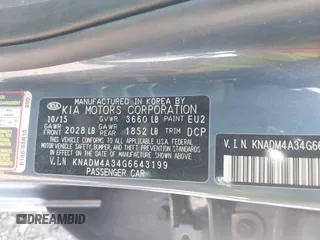 MANUFACTURED IN KOREA BY
KIA KIA MOTORS CORPORATION
10/15 GVWR 3660 LB PAINT EU2
GAWR GAWR
FRONT 2028 LB REAR 1852 LB TRIM DCP
THIS VEHICLE CONFORMS TO ALL APPLICABLE
U.S.A. FEDERAL MOTOR VEHICLE SAFETY AND
THEFT PREVENTION STANDARDS IN EFFECT ON
THE DATE OF MANUFACTURE SHOWN ABOVE.
V.I.N KNADM4A34G6643199
PASSENGER CAR
V.I.N. KNADM4A34G66
DREAMBID